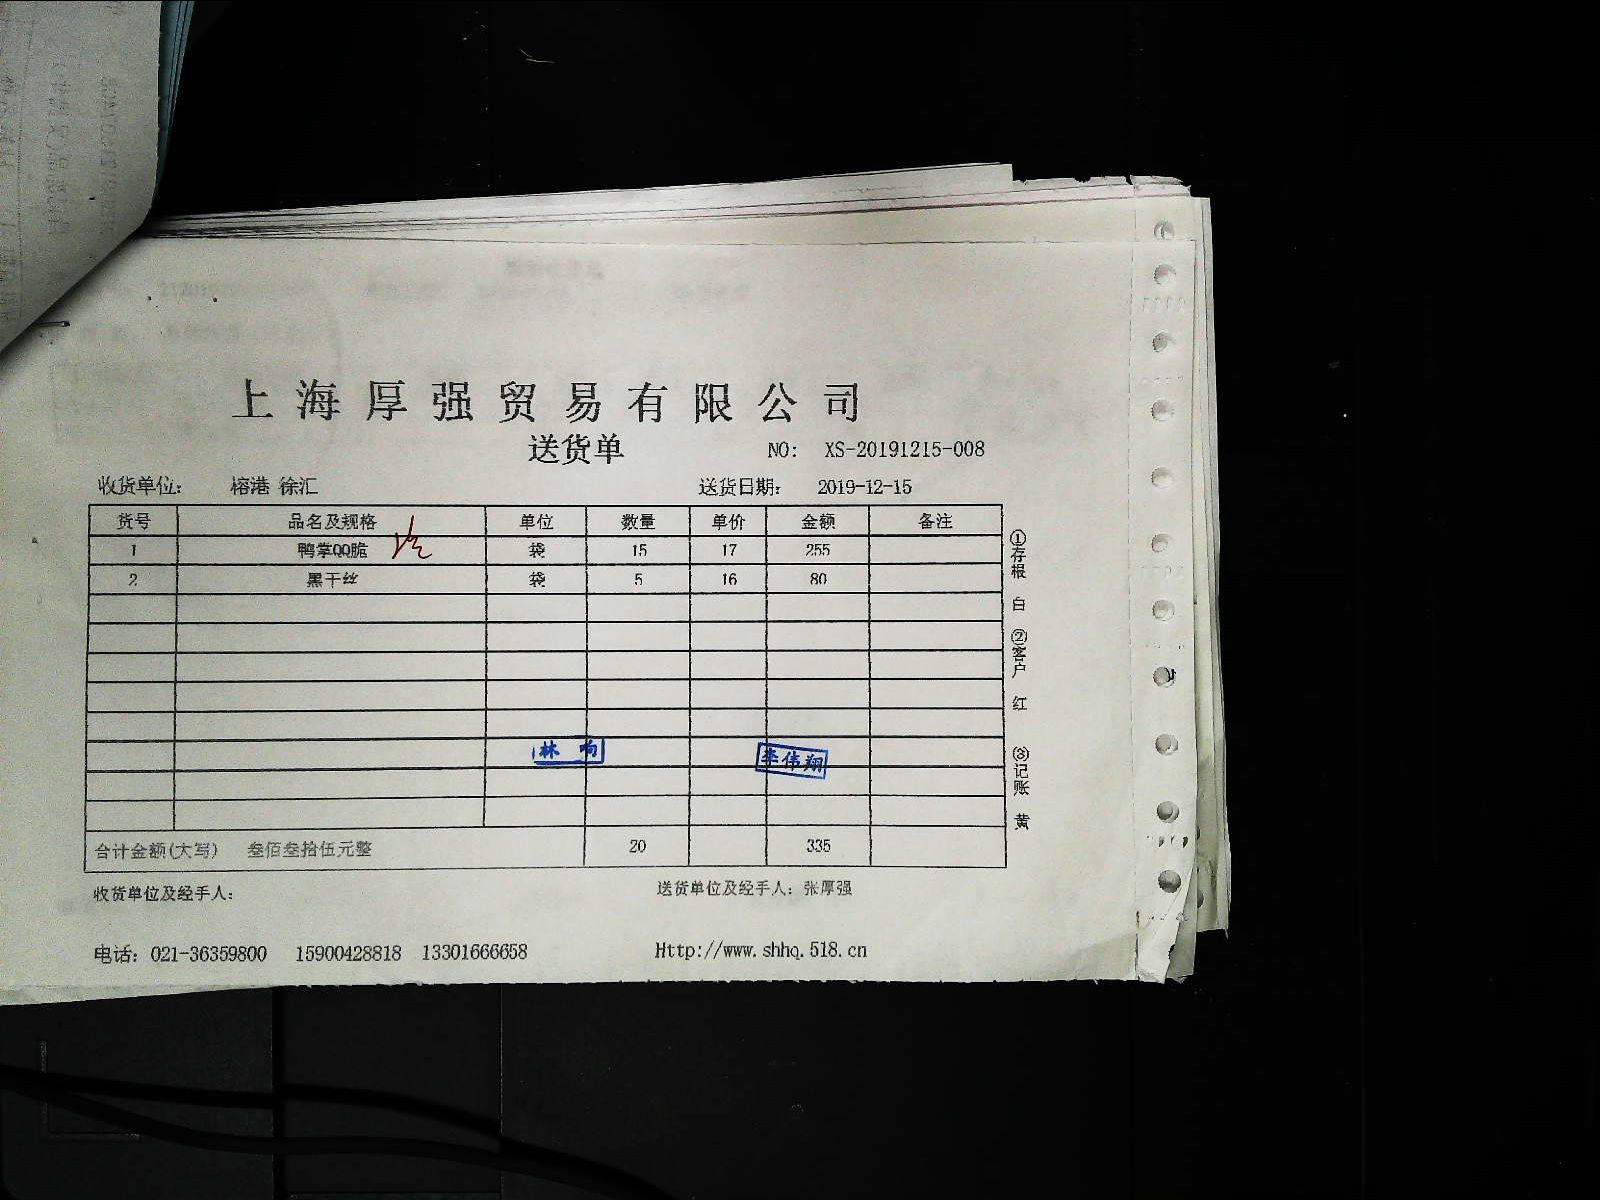 上海厚强贸易有限公司
送货单 NO: XS-20191215-008
收货单位: 榕港 徐汇 送货日期: 2019-12-15
货号 品名及规格 单位 数量 单价 金额 备注
1 鸭掌QQ脆 袋 15 17 255
2 黑干丝 袋 5 16 80
林 响 李伟翔
合计金额(大写) 叁佰叁拾伍元整 20 335
收货单位及经手人: 送货单位及经手人: 张厚强
电话: 021-36359800 15900428818 13301666658 Http://www.shhq.518.cn
①存根 白 ②客户 红 ③记账 黄